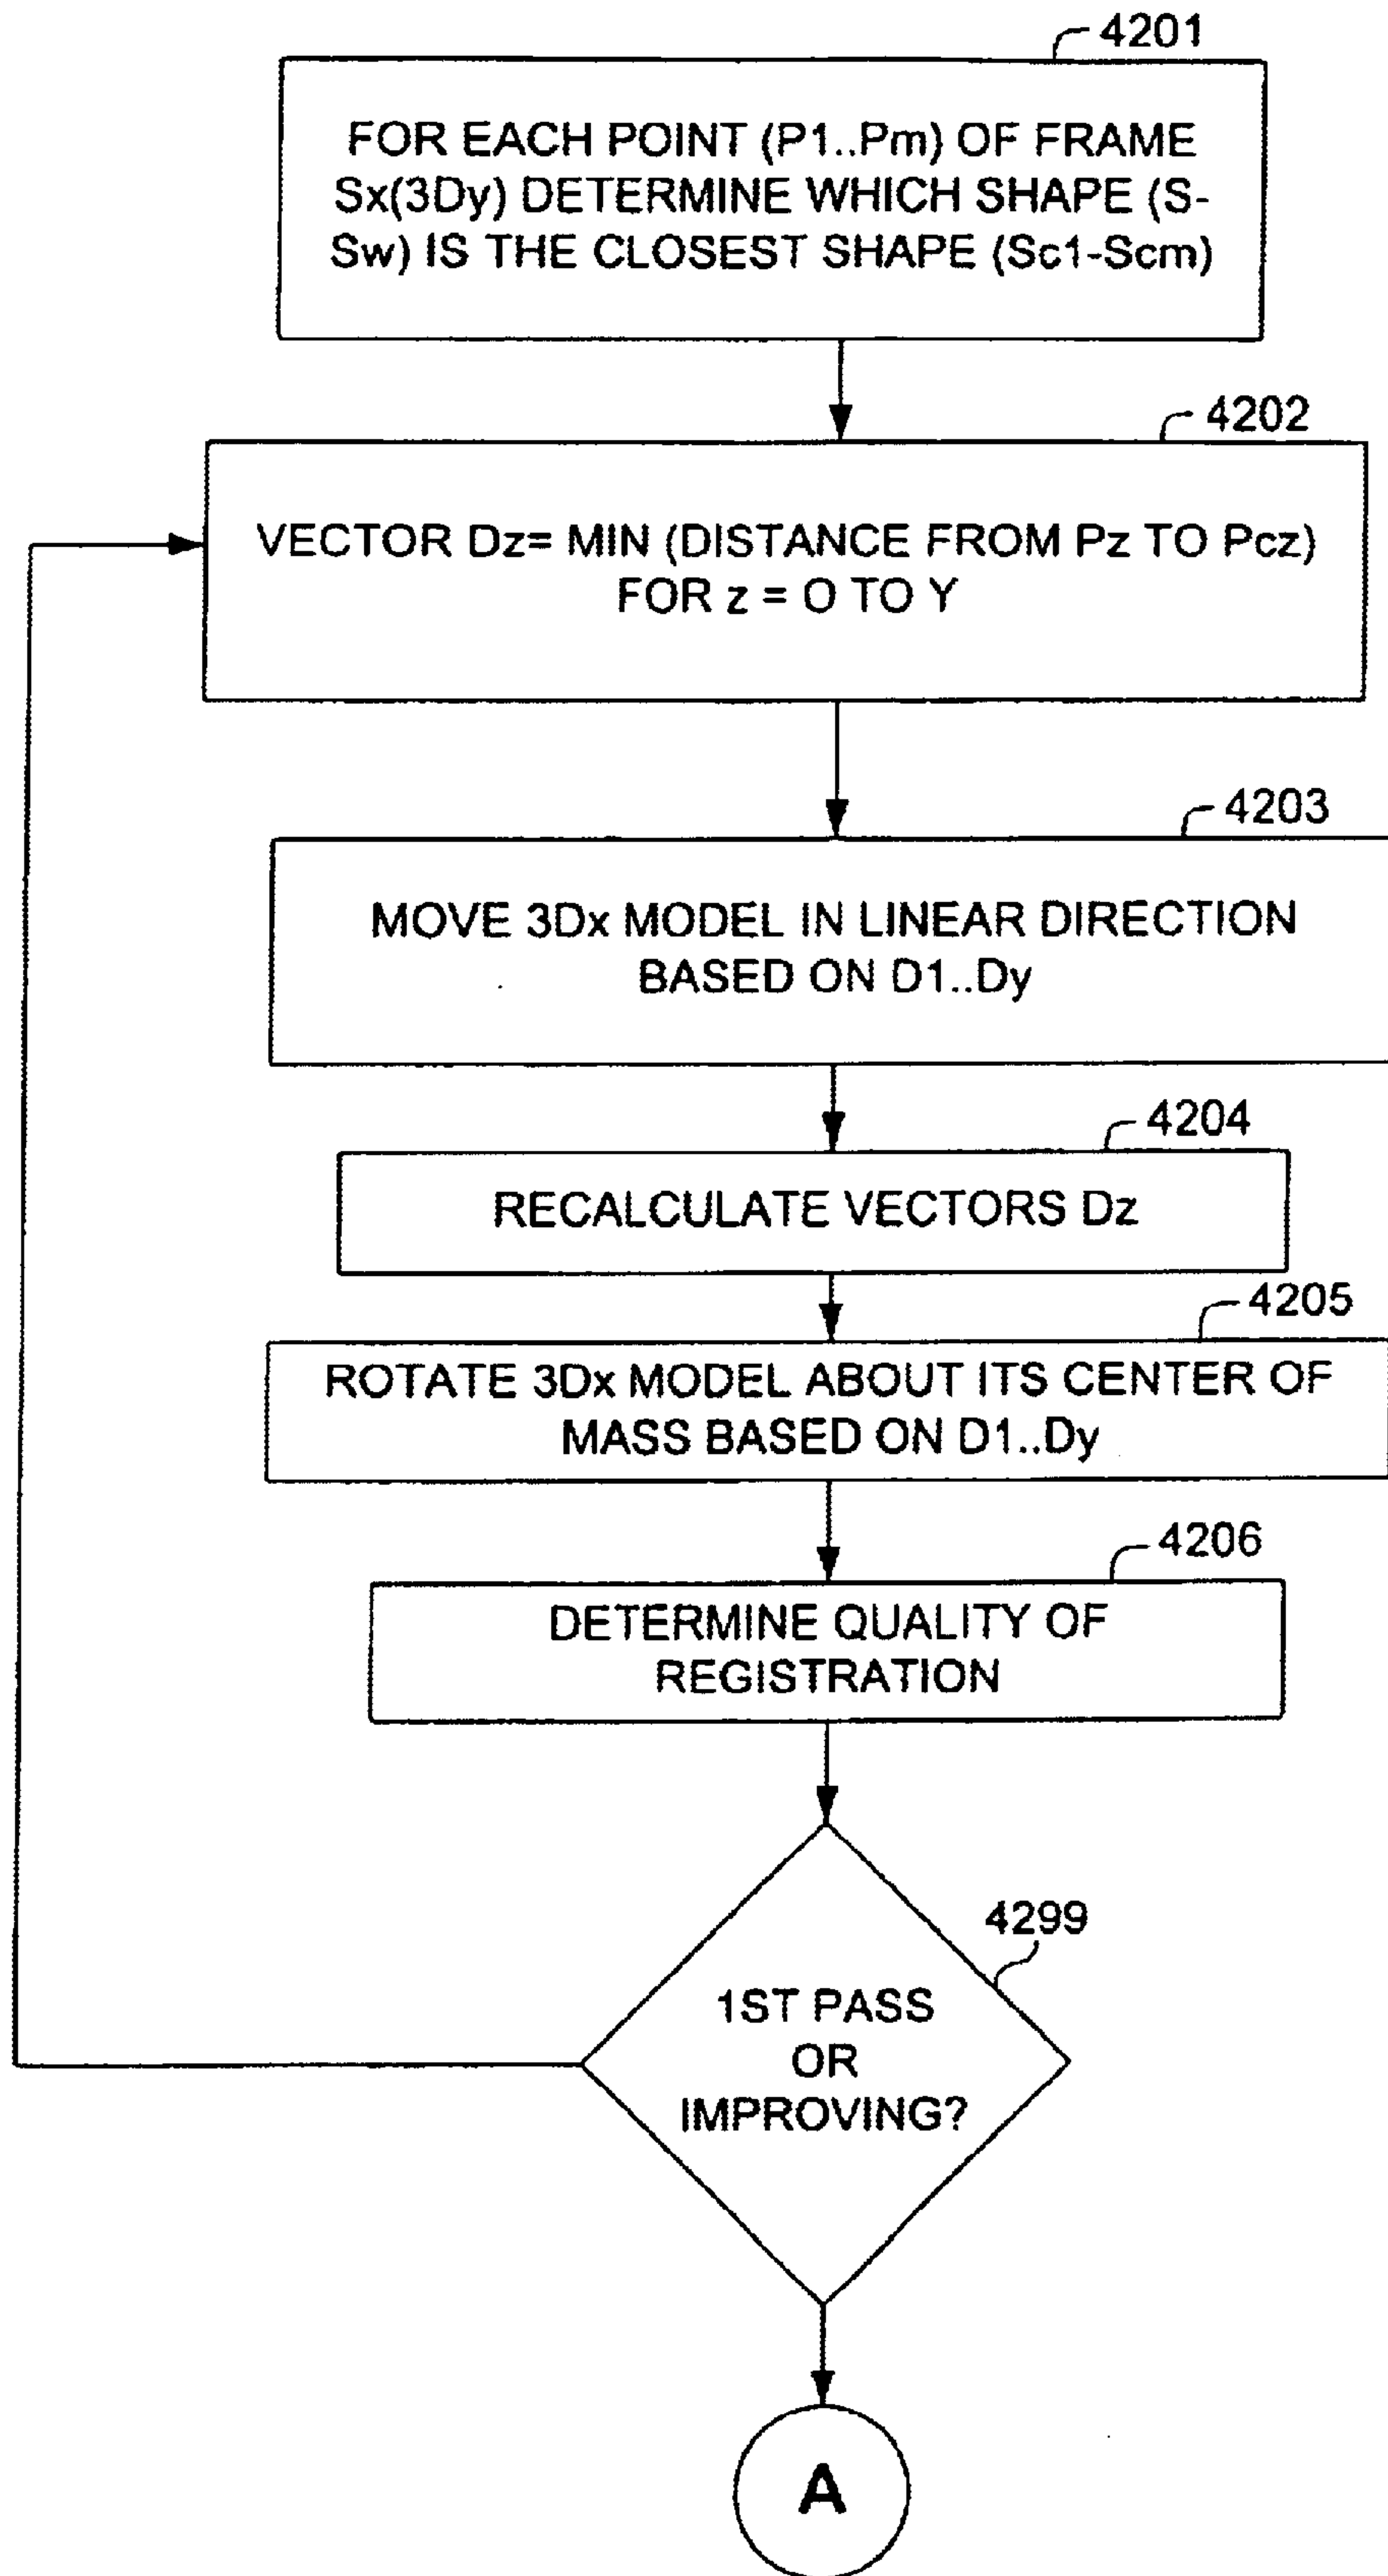 4201
FOR EACH POINT (P1..Pm) OF FRAME
Sx(3Dy) DETERMINE WHICH SHAPE (S-
Sw) IS THE CLOSEST SHAPE (Sc1-Scm)
4202
VECTOR Dz= MIN (DISTANCE FROM Pz TO Pcz)
FOR z = O TO Y
4203
MOVE 3Dx MODEL IN LINEAR DIRECTION
BASED ON D1..Dy
4204
RECALCULATE VECTORS Dz
4205
ROTATE 3Dx MODEL ABOUT ITS CENTER OF
MASS BASED ON D1..Dy
4206
DETERMINE QUALITY OF
REGISTRATION
4299
1ST PASS
OR
IMPROVING?
A